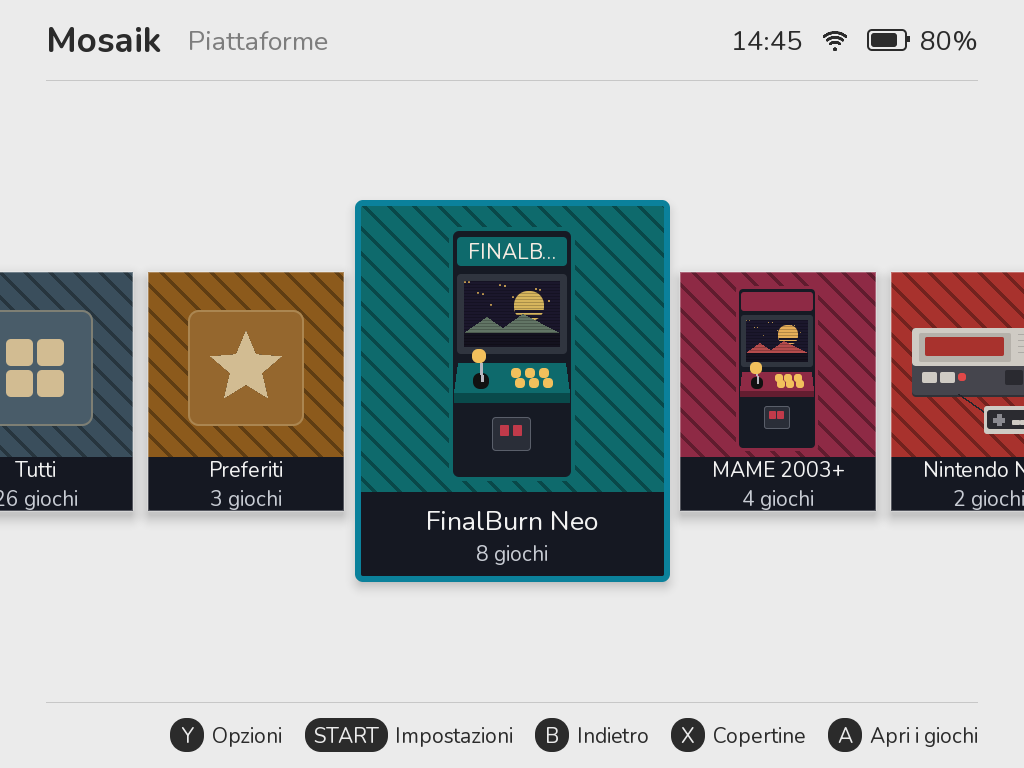 Mosaik Piattaforme 14:45 80%
FINALB...
Tutti
26 giochi
Preferiti
3 giochi
FinalBurn Neo
8 giochi
MAME 2003+
4 giochi
Nintendo N
2 giochi
Y Opzioni START Impostazioni B Indietro X Copertine A Apri i giochi